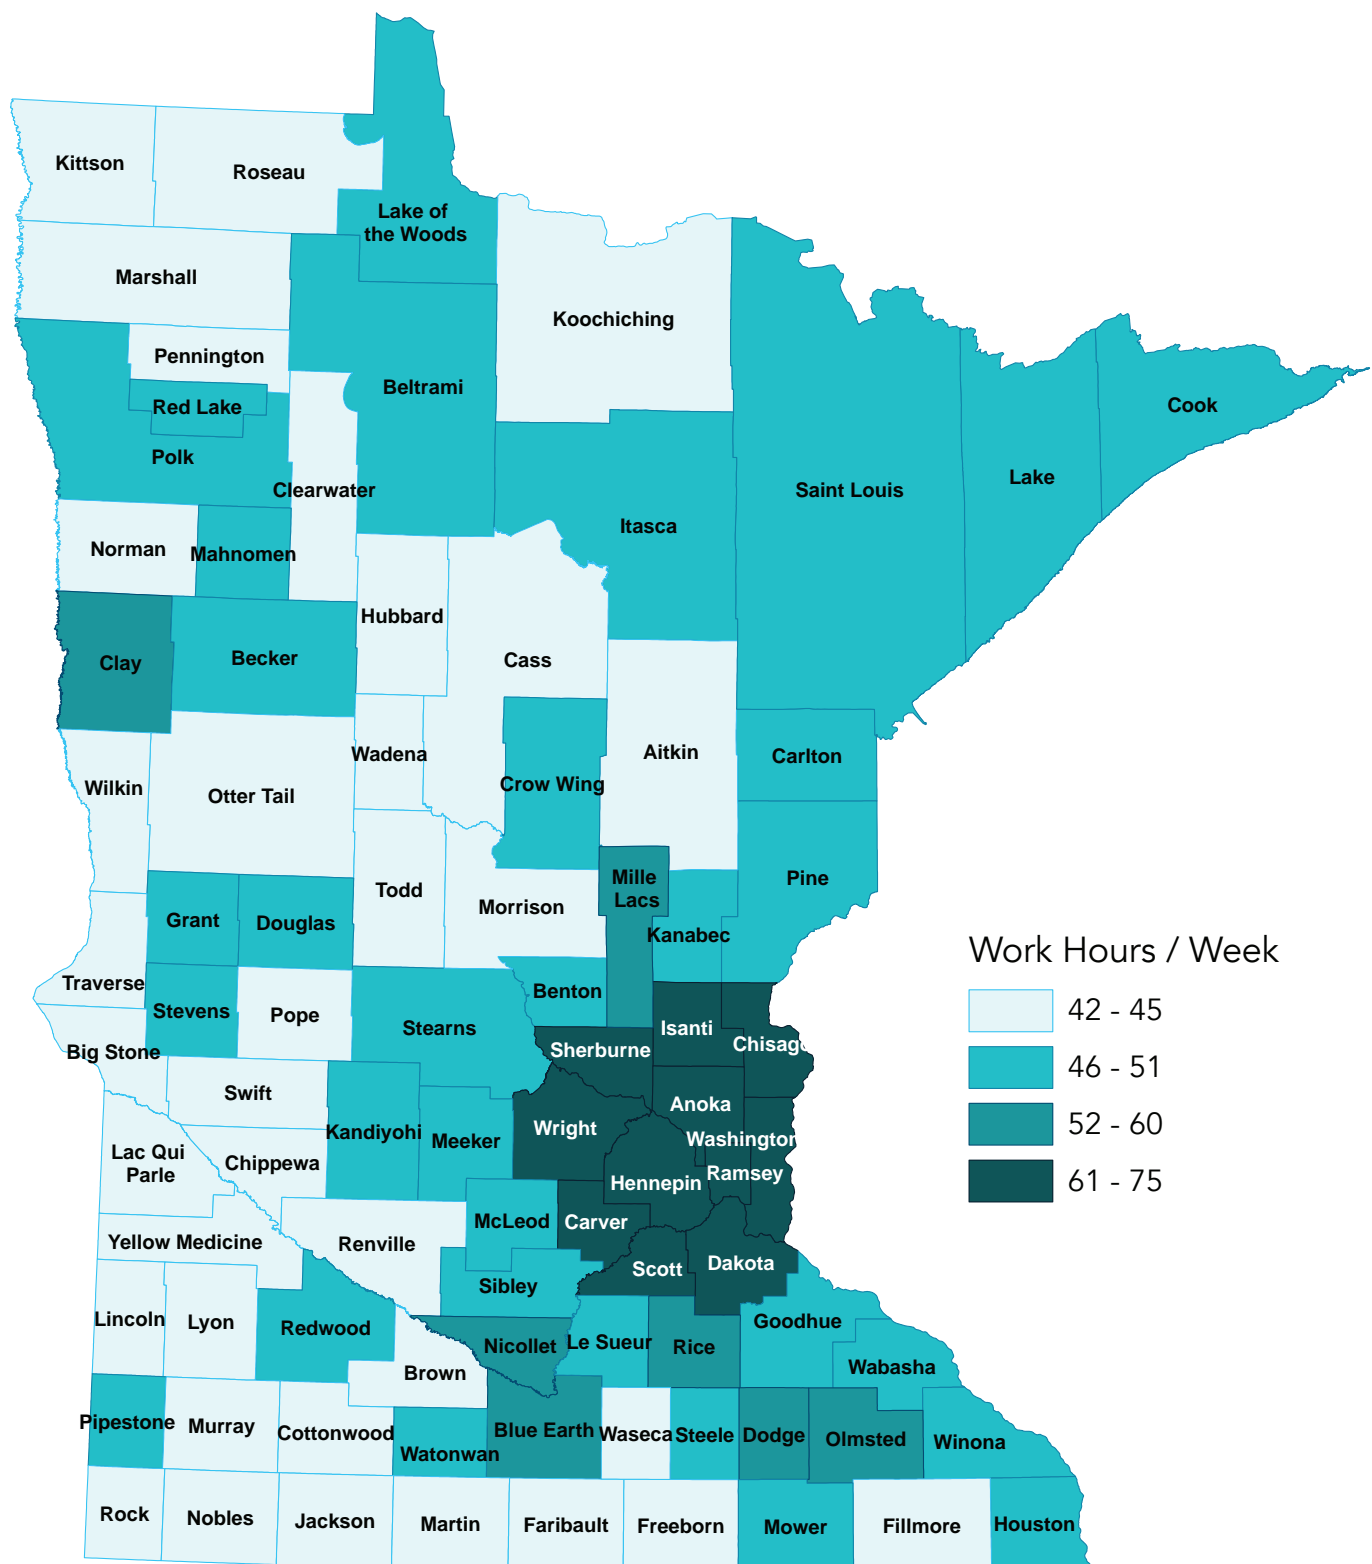 Kittson
Roseau
Lake of
the Woods
Marshall
Koochiching
Pennington
Beltrami
Red Lake
Cook
Polk
Lake
Clearwater
Saint Louis
Itasca
Norman
Mahnomen
Hubbard
Clay
Becker
Cass
Wadena
Aitkin
Carlton
Wilkin
Otter Tail
Crow Wing
Mille
Lacs
Pine
Todd
Morrison
Grant
Douglas
Kanabec
Traverse
Benton
Stevens
Pope
Stearns
Isanti
Chisago
Big Stone
Sherburne
Swift
Anoka
Kandiyohi
Meeker
Wright
Washington
Lac Qui
Parle
Chippewa
Ramsey
Hennepin
McLeod
Carver
Yellow Medicine
Renville
Scott
Dakota
Sibley
Lincoln
Lyon
Redwood
Nicollet
Le Sueur
Rice
Goodhue
Wabasha
Brown
Pipestone
Murray
Cottonwood
Watonwan
Blue Earth
Waseca
Steele
Dodge
Olmsted
Winona
Rock
Nobles
Jackson
Martin
Faribault
Freeborn
Mower
Fillmore
Houston
Work Hours / Week
42 - 45
46 - 51
52 - 60
61 - 75